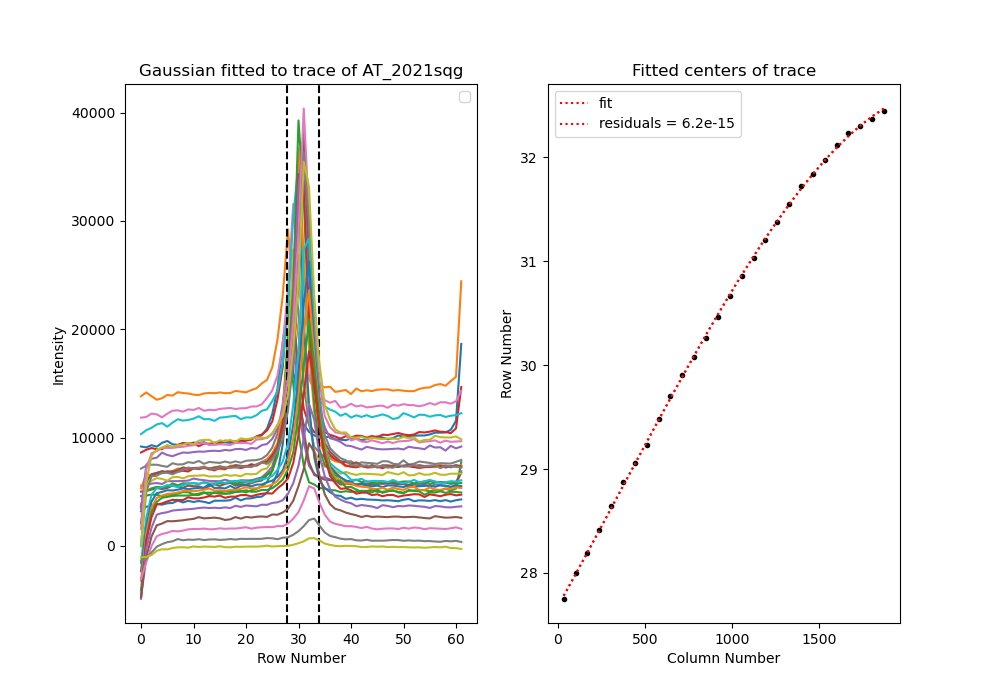 Gaussian fitted to trace of AT_2021sqg
Intensity
40000
30000
20000
10000
0
0 10 20 30 40 50 60
Row Number
Fitted centers of trace
fit
residuals = 6.2e-15
Row Number
32
31
30
29
28
0 500 1000 1500
Column Number